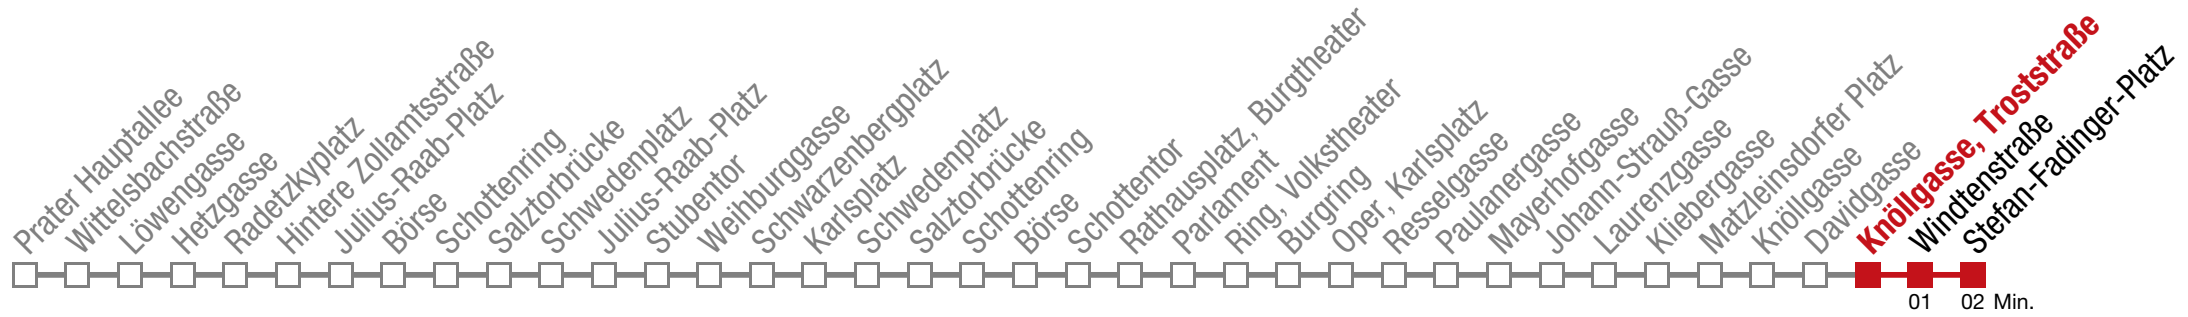 Prater Hauptallee
Wittelsbachstraße
Löwengasse
Hetzgasse
Radetzkyplatz
Hintere Zollamtsstraße
Julius-Raab-Platz
Börse
Schottenring
Salztorbrücke
Schwedenplatz
Julius-Raab-Platz
Stubentor
Weihburggasse
Schwarzenbergplatz
Karlsplatz
Schwedenplatz
Salztorbrücke
Schottenring
Börse
Schottentor
Rathausplatz, Burgtheater
Parlament
Ring, Volkstheater
Burgring
Oper, Karlsplatz
Resselgasse
Paulanergasse
Mayerhofgasse
Johann-Strauß-Gasse
Laurenzgasse
Kliebergasse
Matzleinsdorfer Platz
Knöllgasse
Davidgasse
Knöllgasse, Troststraße
Windtenstraße
Stefan-Fadinger-Platz
01 02 Min.